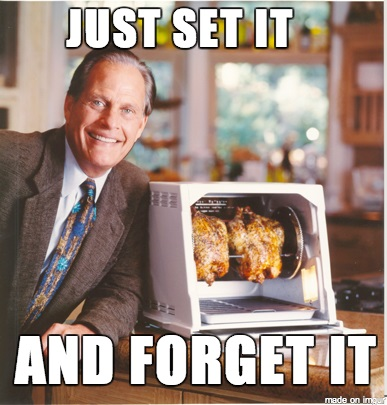 JUST SET IT
AND FORGET IT
made on imgur